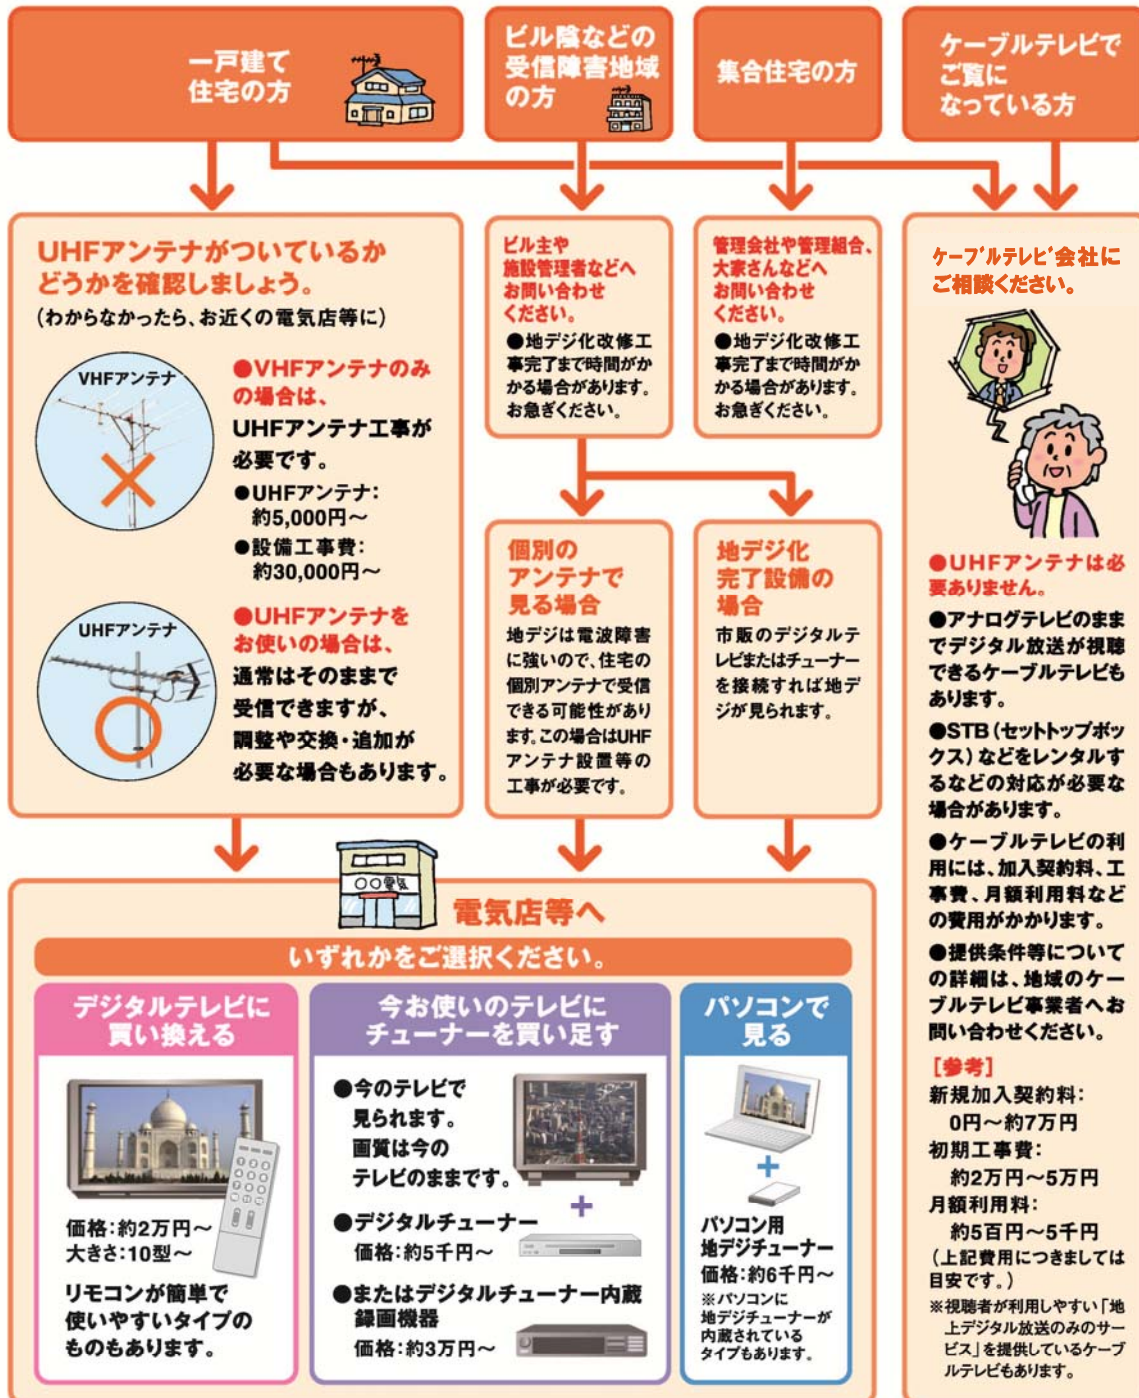 一戸建て
住宅の方
ビル陰などの
受信障害地域
の方
集合住宅の方
ケーブルテレビで
ご覧に
なっている方
UHFアンテナがついているか
どうかを確認しましょう。
(わからなかったら、お近くの電気店等に)
VHFアンテナ
●VHFアンテナのみ
の場合は、
UHFアンテナ工事が
必要です。
●UHFアンテナ:
約5,000円～
●設備工事費:
約30,000円～
UHFアンテナ
●UHFアンテナを
お使いの場合は、
通常はそのままで
受信できますが、
調整や交換・追加が
必要な場合もあります。
ビル主や
施設管理者などへ
お問い合わせ
ください。
●地デジ化改修工
事完了まで時間がか
かる場合があります。
お急ぎください。
管理会社や管理組合、
大家さんなどへ
お問い合わせ
ください。
●地デジ化改修工
事完了まで時間がか
かる場合があります。
お急ぎください。
個別の
アンテナで
見る場合
地デジは電波障害
に強いので、住宅の
個別アンテナで受信
できる可能性があり
ます。この場合はUHF
アンテナ設置等の
工事が必要です。
地デジ化
完了設備の
場合
市販のデジタルテ
レビまたはチューナー
を接続すれば地デ
ジが見られます。
ケーブルテレビ会社に
ご相談ください。
●UHFアンテナは必
要ありません。
●アナログテレビのまま
でデジタル放送が視聴
できるケーブルテレビも
あります。
●STB(セットトップボッ
クス)などをレンタルす
るなどの対応が必要な
場合があります。
●ケーブルテレビの利
用には、加入契約料、工
事費、月額利用料など
の費用がかかります。
●提供条件等について
の詳細は、地域のケー
ブルテレビ事業者へお
問い合わせください。
[参考]
新規加入契約料:
0円～約7万円
初期工事費:
約2万円～5万円
月額利用料:
約5百円～5千円
(上記費用につきましては
目安です。)
※視聴者が利用しやすい「地
上デジタル放送のみのサー
ビス」を提供しているケーブ
ルテレビもあります。
○○電気
電気店等へ
いずれかをご選択ください。
デジタルテレビに
買い換える
価格:約2万円～
大きさ:10型～
リモコンが簡単で
使いやすいタイプの
ものもあります。
今お使いのテレビに
チューナーを買い足す
●今のテレビで
見られます。
画質は今の
テレビのままです。
+
●デジタルチューナー
価格:約5千円～
●またはデジタルチューナー内蔵
録画機器
価格:約3万円～
パソコンで
見る
+
パソコン用
地デジチューナー
価格:約6千円～
※パソコンに
地デジチューナーが
内蔵されている
タイプもあります。